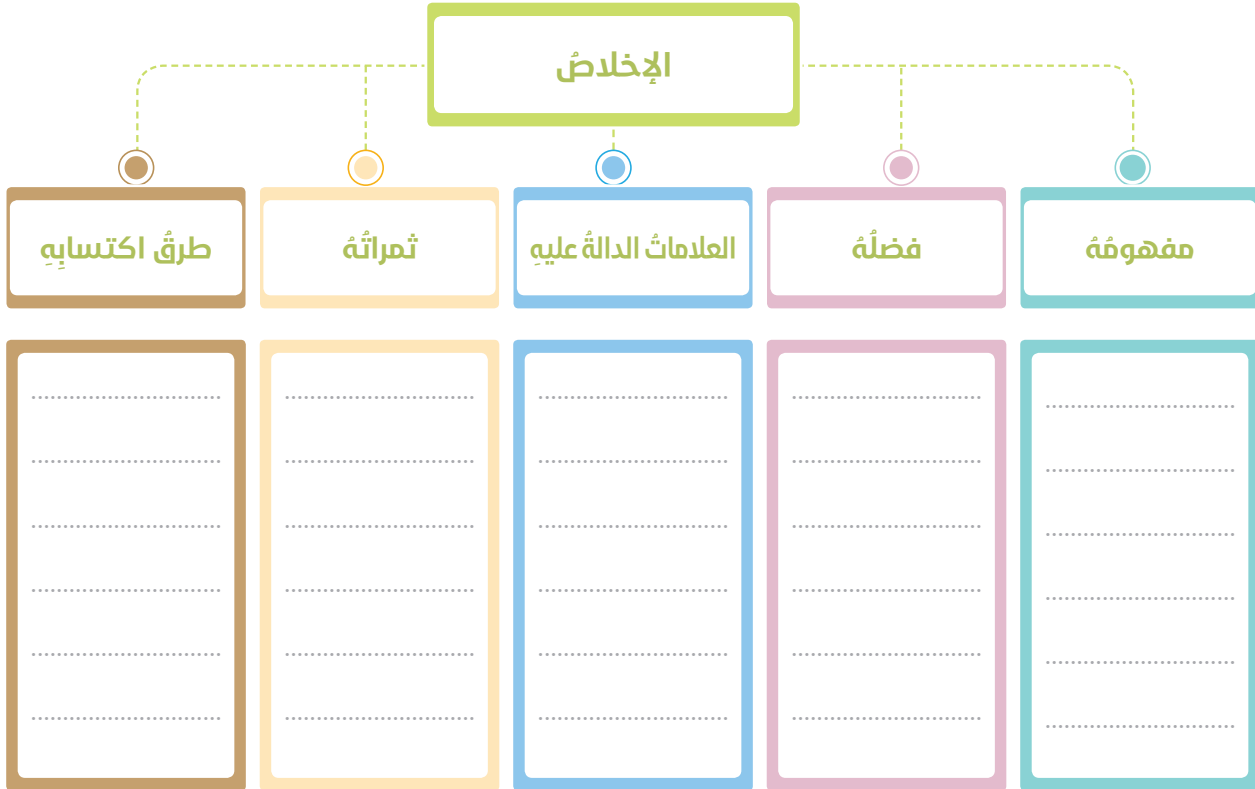 الإخلاصُ
مفهومُهُ
فضلُهُ
العلاماتُ الدالةُ عليهِ
ثمراتُهُ
طرقُ اكتسابِهِ